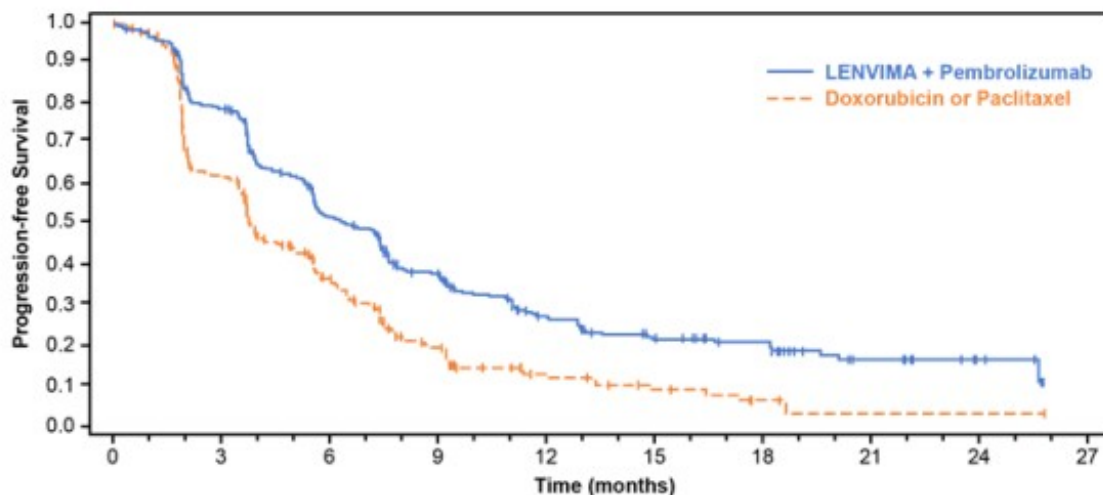 1.0
0.9
0.8
0.7
0.6
0.5
0.4
0.3
0.2
0.1
0.0
Progression-free Survival
LENVIMA + Pembrolizumab
Doxorubicin or Paclitaxel
0 3 6 9 12 15 18 21 24 27
Time (months)